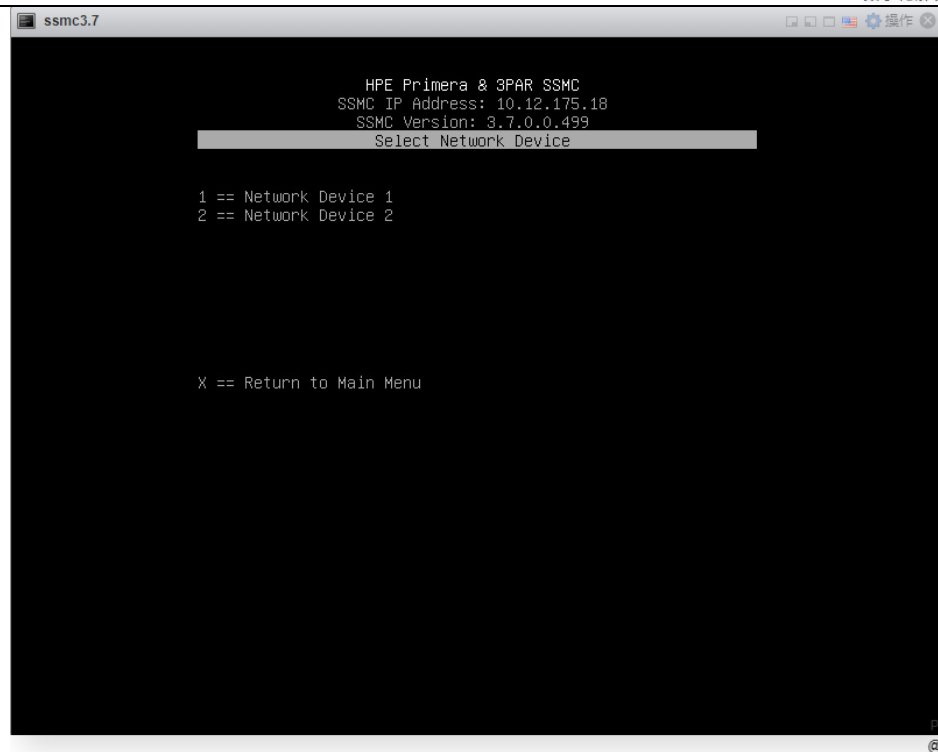 ssmc3.7
操作
HPE Primera & 3PAR SSMC
SSMC IP Address: 10.12.175.18
SSMC Version: 3.7.0.0.499
Select Network Device
1 == Network Device 1
2 == Network Device 2
X == Return to Main Menu
P
@